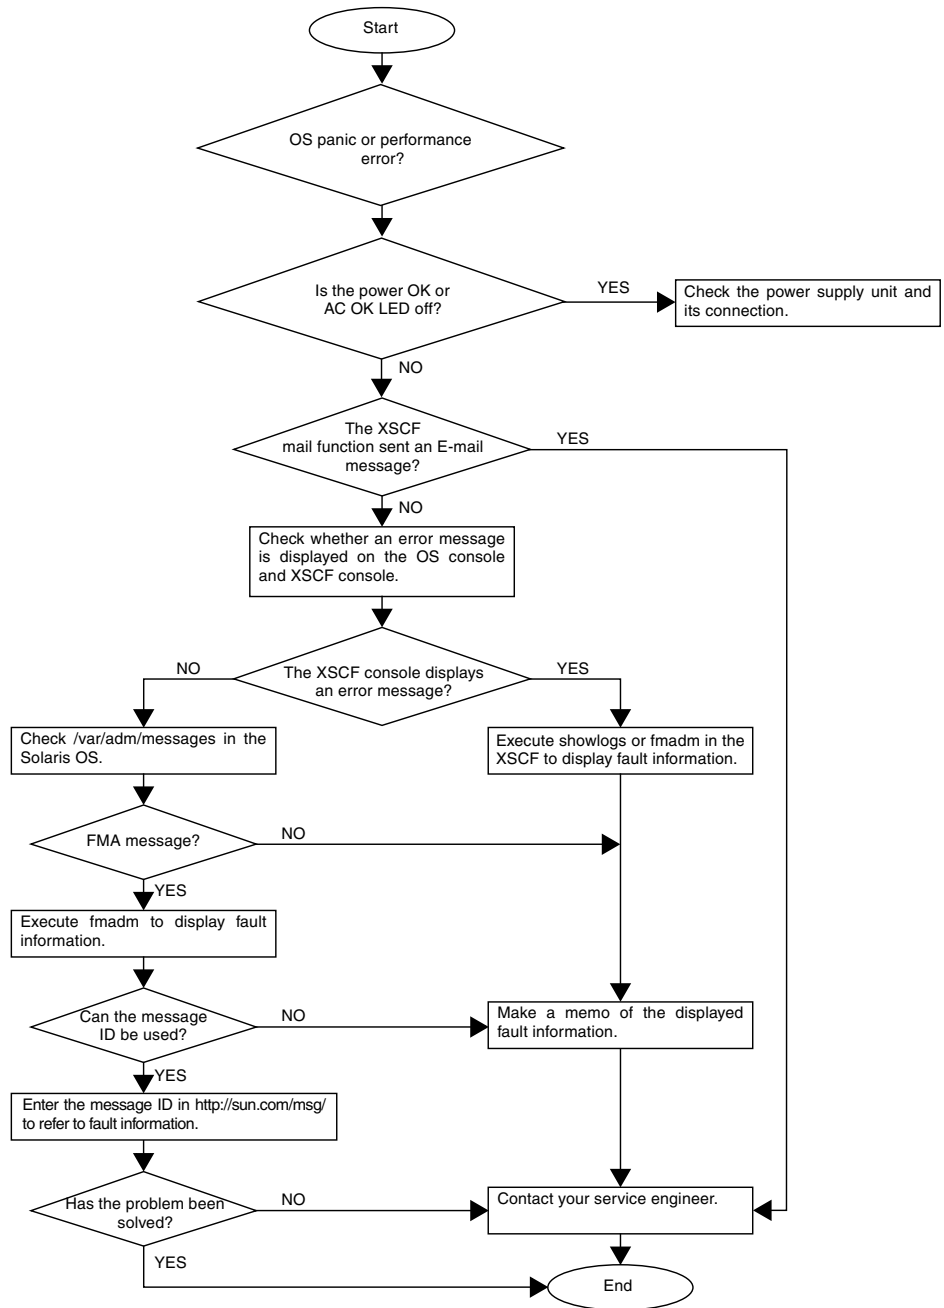 Start
OS panic or performance
error?
Is the power OK or
AC OK LED off?
YES
Check the power supply unit and
its connection.
NO
The XSCF
mail function sent an E-mail
message?
YES
NO
Check whether an error message
is displayed on the OS console
and XSCF console.
NO
The XSCF console displays
an error message?
YES
Check /var/adm/messages in the
Solaris OS.
Execute showlogs or fmadm in the
XSCF to display fault information.
FMA message?
NO
YES
Execute fmadm to display fault
information.
Can the message
ID be used?
NO
Make a memo of the displayed
fault information.
YES
Enter the message ID in http://sun.com/msg/
to refer to fault information.
Has the problem been
solved?
NO
Contact your service engineer.
YES
End